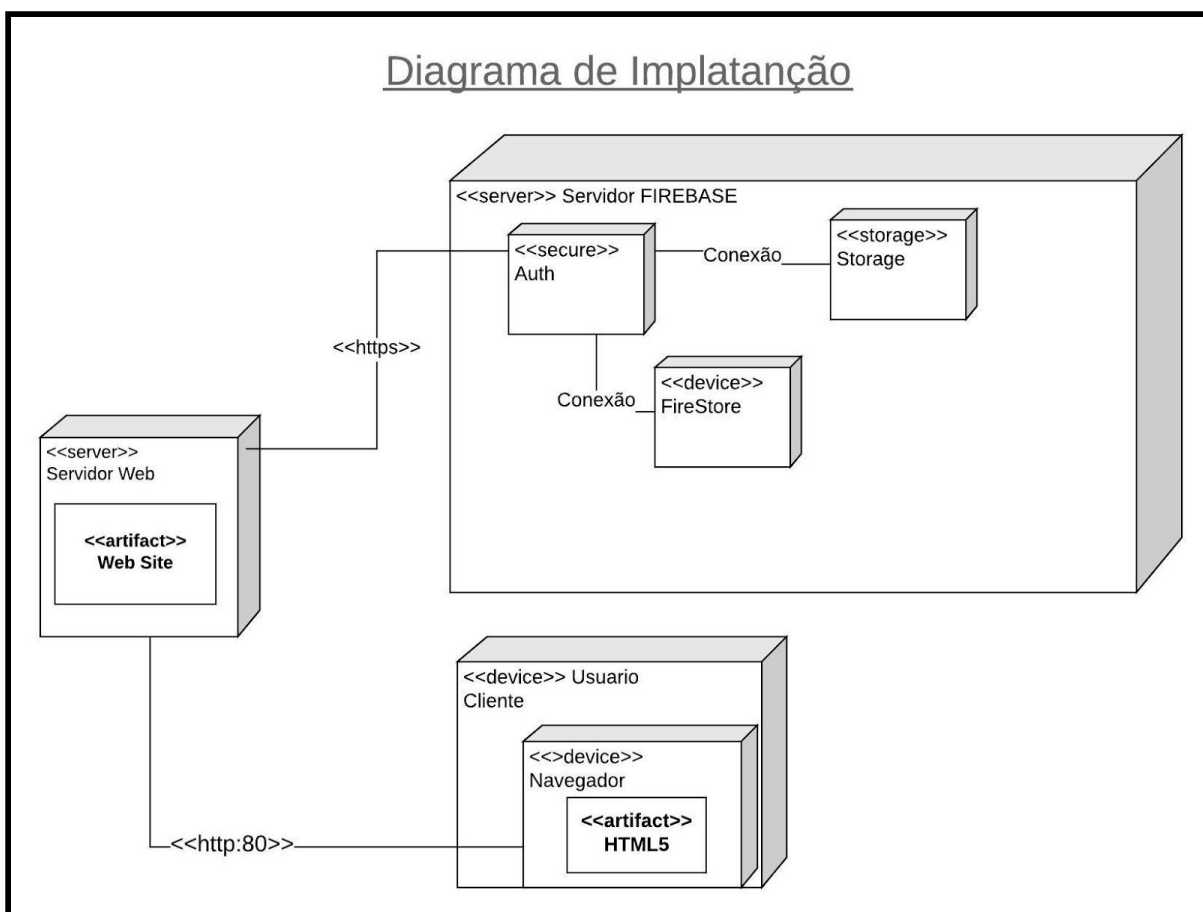 Diagrama de Implatanção
<<server>> Servidor FIREBASE
<<secure>>
Auth
Conexão
<<storage>>
Storage
<<https>>
Conexão
<<device>>
FireStore
<<server>>
Servidor Web
<<artifact>>
Web Site
<<device>> Usuario
Cliente
<<>device>>
Navegador
<<artifact>>
HTML5
<<http:80>>